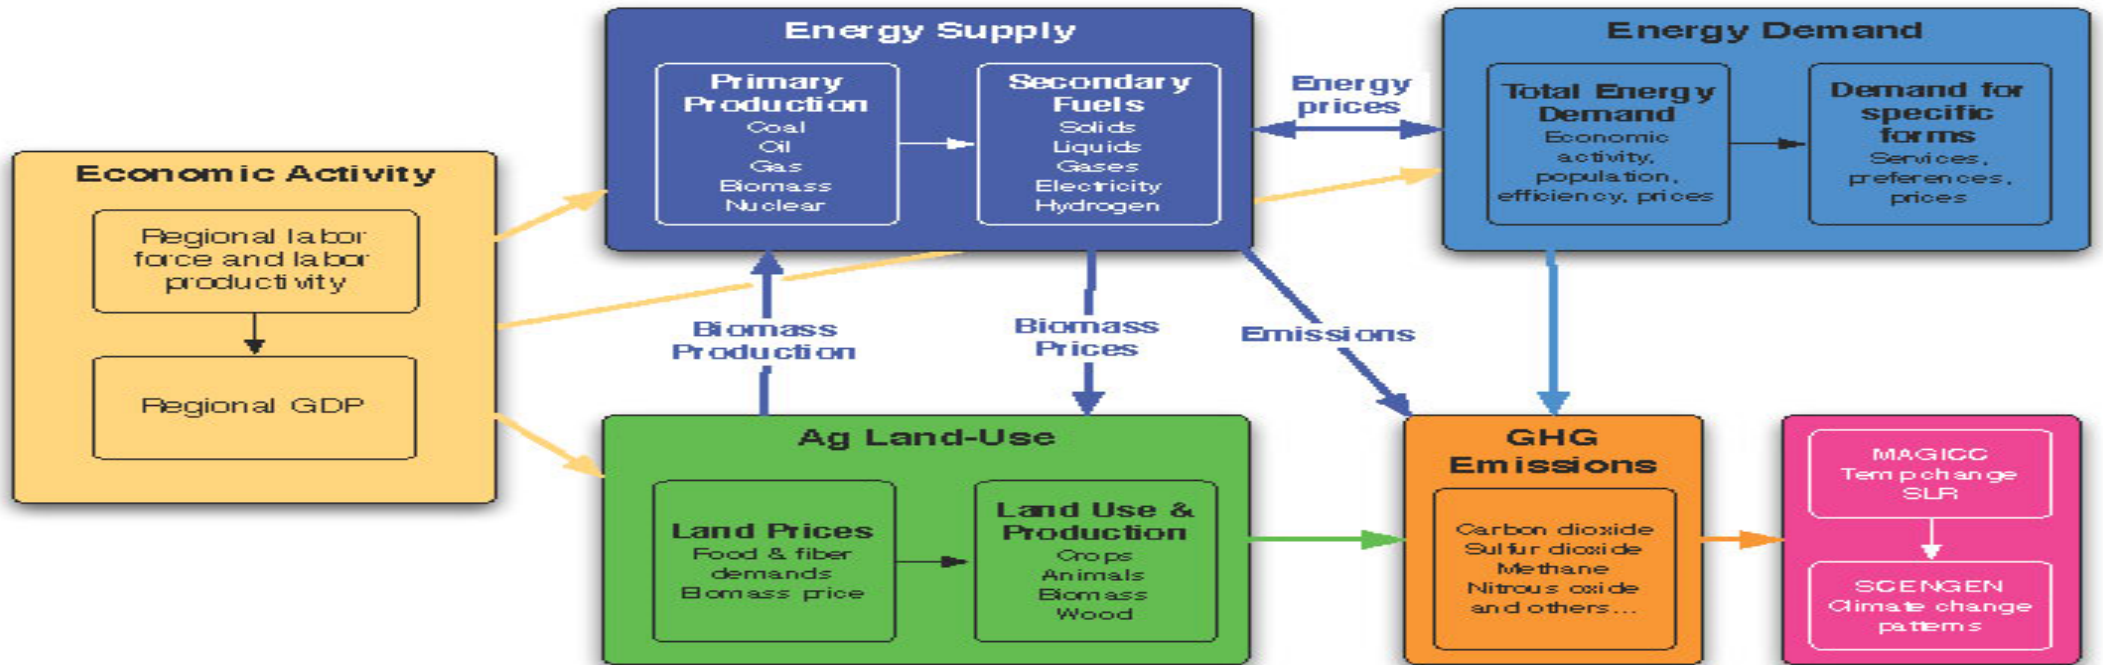 Economic Activity
Regional labor
force and labor
productivity
Regional GDP
Energy Supply
Primary
Production
Coal
Oil
Gas
Biomass
Nuclear
Secondary
Fuels
Solids
Liquids
Gases
Electricity
Hydrogen
Energy
prices
Energy Demand
Total Energy
Demand
Economic
activity,
population,
efficiency, prices
Demand for
specific
forms
Services,
preferences,
prices
Biomass
Production
Biomass
Prices
Emissions
Ag Land-Use
Land Prices
Food & fiber
demands
Biomass price
Land Use &
Production
Crops
Animals
Biomass
Wood
GHG
Emissions
Carbon dioxide
Sulfur dioxide
Methane
Nitrous oxide
and others...
MAGICC
Temp change
SLR
SCENGEN
Climate change
patterns